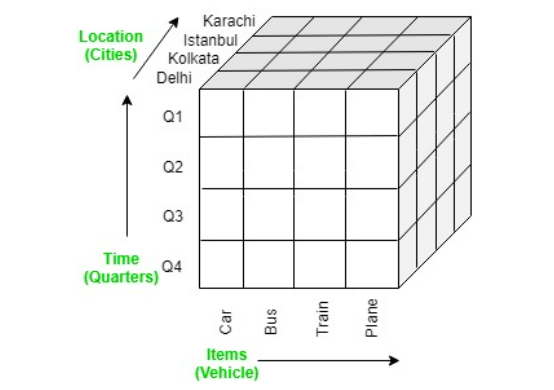 Karachi
Location
(Cities)
Istanbul
Kolkata
Delhi
Q1
Q2
Q3
Time
(Quarters)
Q4
Car
Bus
Train
Plane
Items
(Vehicle)